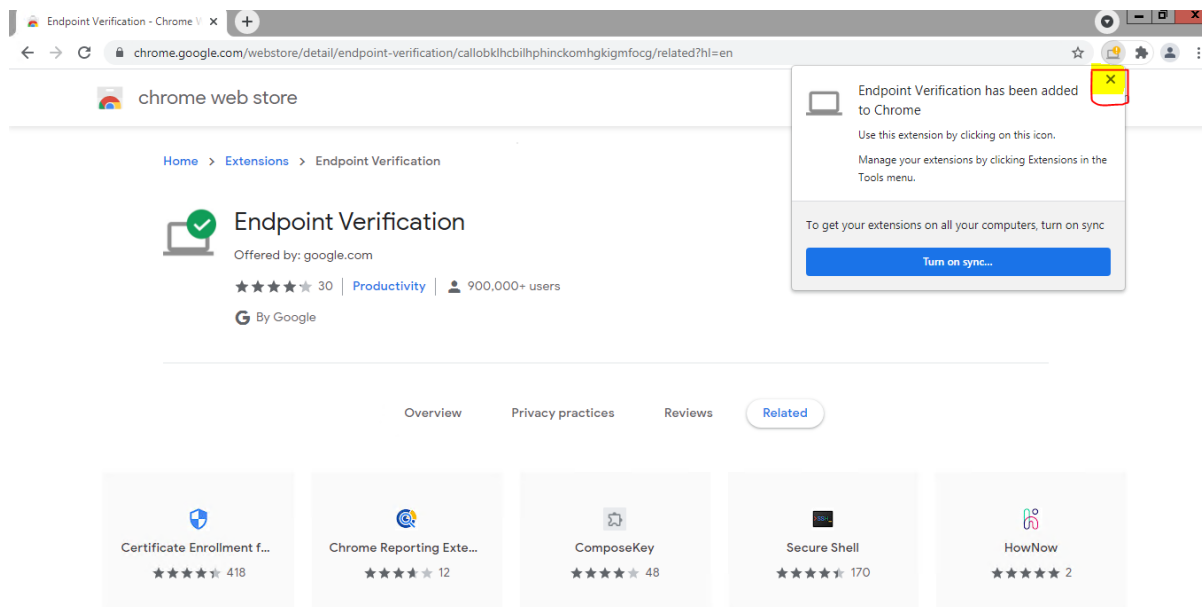 Endpoint Verification - Chrome W
chrome.google.com/webstore/detail/endpoint-verification/callobklhcbilhphinckomhgkigmfocg/related?hl=en
chrome web store
Endpoint Verification has been added
to Chrome
Use this extension by clicking on this icon.
Manage your extensions by clicking Extensions in the
Tools menu.
To get your extensions on all your computers, turn on sync
Turn on sync...
Home > Extensions > Endpoint Verification
Endpoint Verification
Offered by: google.com
30 Productivity 900,000+ users
By Google
Overview Privacy practices Reviews Related
Certificate Enrollment f... Chrome Reporting Exte... ComposeKey Secure Shell HowNow
418 12 48 170 2